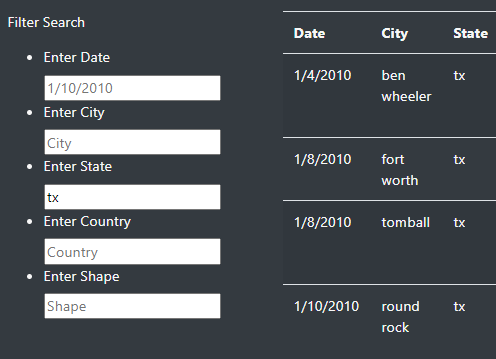 Filter Search
Enter Date
1/10/2010
Enter City
City
Enter State
tx
Enter Country
Country
Enter Shape
Shape
Date City State
1/4/2010 ben tx
wheeler
1/8/2010 fort tx
worth
1/8/2010 tomball tx
1/10/2010 round tx
rock